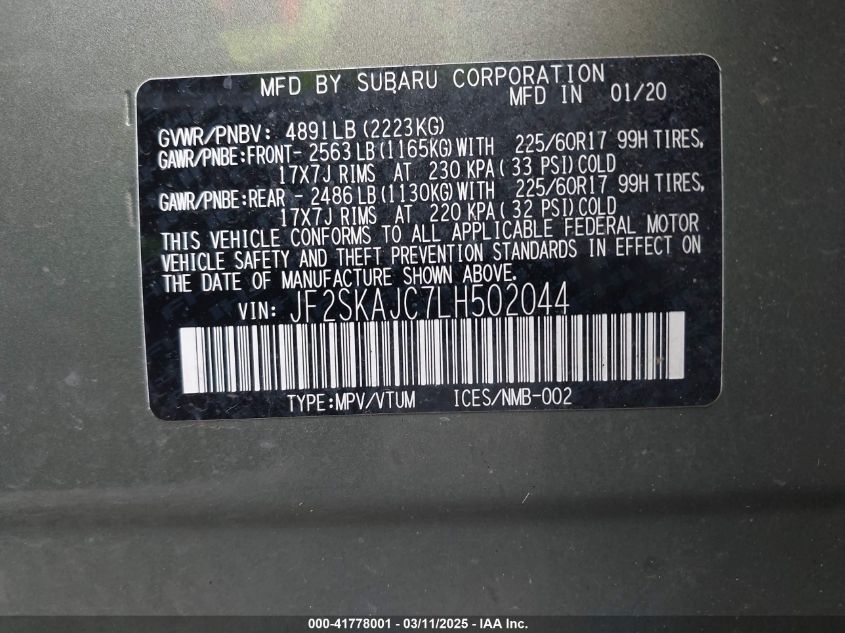 MFD BY SUBARU CORPORATION
MFD IN 01/20
GVWR/PNBV: 4891LB (2223KG)
GAWR/PNBE:FRONT- 2563 LB (1165KG) WITH 225/60R17 99H TIRES,
17X7J RIMS AT 230 KPA ( 33 PSI) COLD
GAWR/PNBE:REAR - 2486 LB (1130KG) WITH 225/60R17 99H TIRES,
17X7J RIMS AT 220 KPA ( 32 PSI) COLD
THIS VEHICLE CONFORMS TO ALL APPLICABLE FEDERAL MOTOR
VEHICLE SAFETY AND THEFT PREVENTION STANDARDS IN EFFECT ON
THE DATE OF MANUFACTURE SHOWN ABOVE.
VIN: JF2SKAJC7LH502044
TYPE:MPV/VTUM ICES/NMB-002
000-41778001 - 03/11/2025 - IAA Inc.